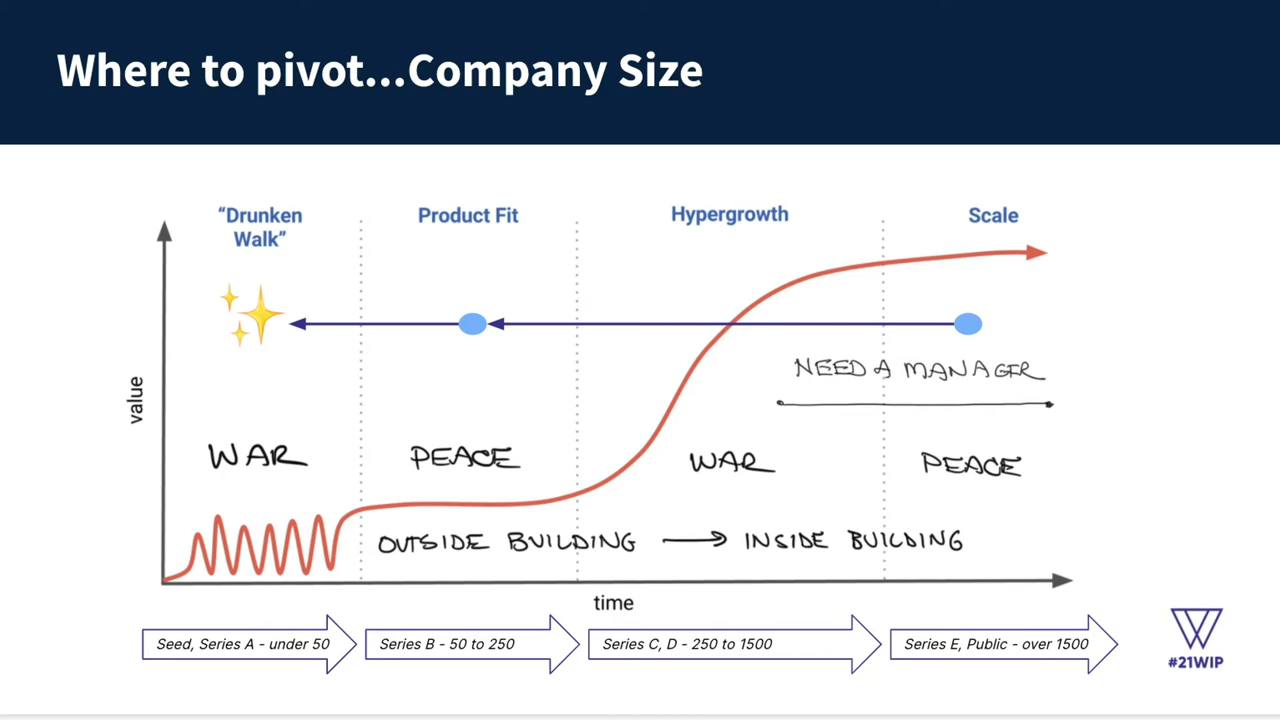 Where to pivot...Company Size
“Drunken
Walk”
Product Fit
Hypergrowth
Scale
value
NEED A MANAGER
WAR
PEACE
WAR
PEACE
OUTSIDE BUILDING → INSIDE BUILDING
time
Seed, Series A - under 50
Series B - 50 to 250
Series C, D - 250 to 1500
Series E, Public - over 1500
#21WIP